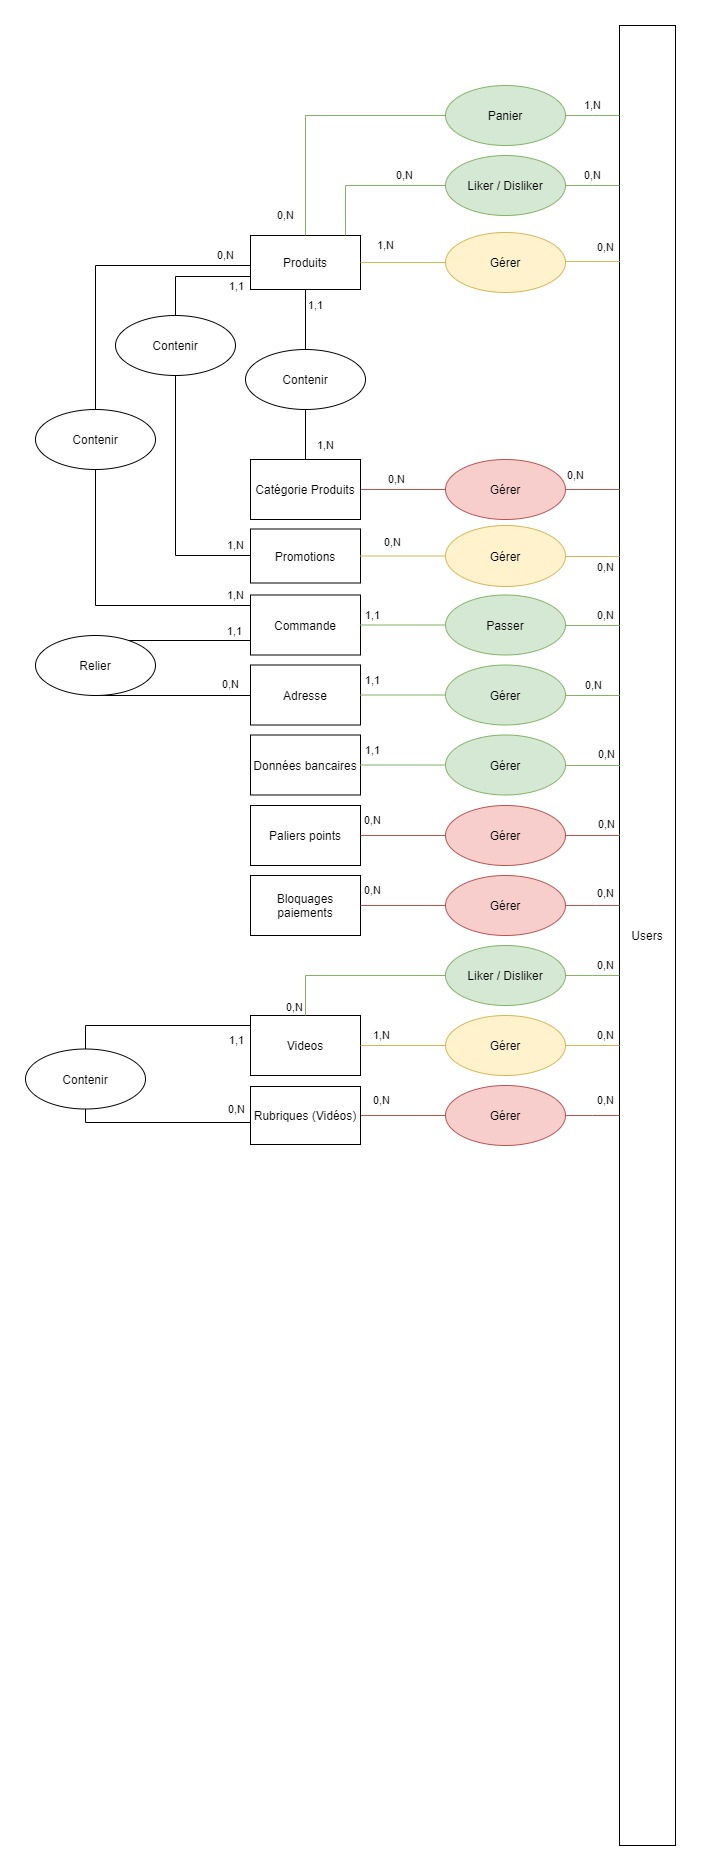 1,N
Panier
0,N
0,N
Liker / Disliker
0,N
0,N
1,N
0,N
0,N
Produits
Gérer
1,1
1,1
Contenir
Contenir
Contenir
1,N
0,N
0,N
Catégorie Produits
Gérer
1,N
0,N
Promotions
Gérer
0,N
1,N
1,1
0,N
Commande
Passer
1,1
Relier
0,N
1,1
0,N
Adresse
Gérer
1,1
0,N
Données bancaires
Gérer
0,N
0,N
Paliers points
Gérer
0,N
0,N
Bloquages
paiements
Gérer
Users
0,N
Liker / Disliker
0,N
1,1
1,N
0,N
Videos
Gérer
Contenir
0,N
0,N
0,N
Rubriques (Vidéos)
Gérer